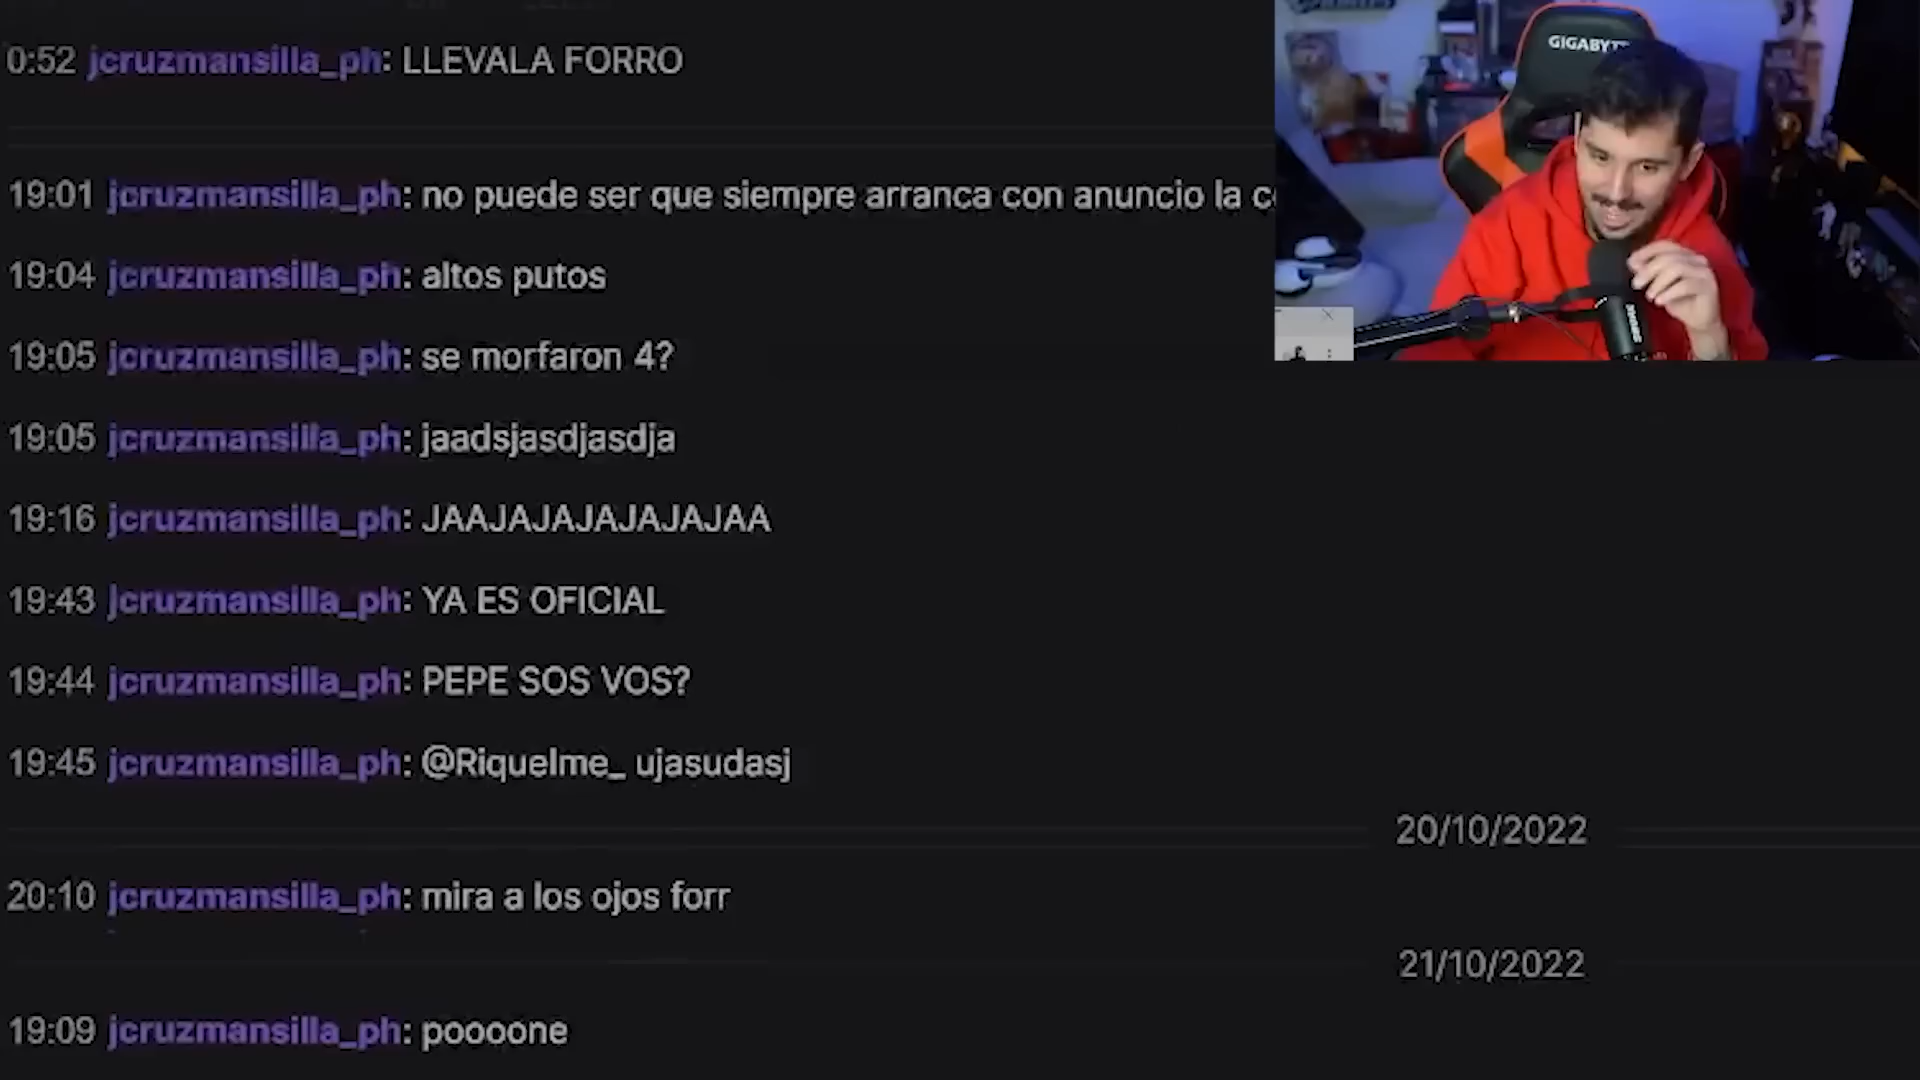 0:52 jcruzmansilla_ph: LLEVALA FORRO
GIGABYT
19:01 jcruzmansilla_ph: no puede ser que siempre arranca con anuncio la
19:04 jcruzmansilla_ph: altos putos
19:05 jcruzmansilla_ph: se morfaron 4?
19:05 jcruzmansilla_ph: jaadsjasdjasdja
19:16 jcruzmansilla_ph: JAAJAJAJAJAJAJAA
19:43 jcruzmansilla_ph: YA ES OFICIAL
19:44 jcruzmansilla_ph: PEPE SOS VOS?
19:45 jcruzmansilla_ph: @Riquelme_ ujasudasj
20/10/2022
20:10 jcruzmansilla_ph: mira a los ojos forr
21/10/2022
19:09 jcruzmansilla_ph: poooone